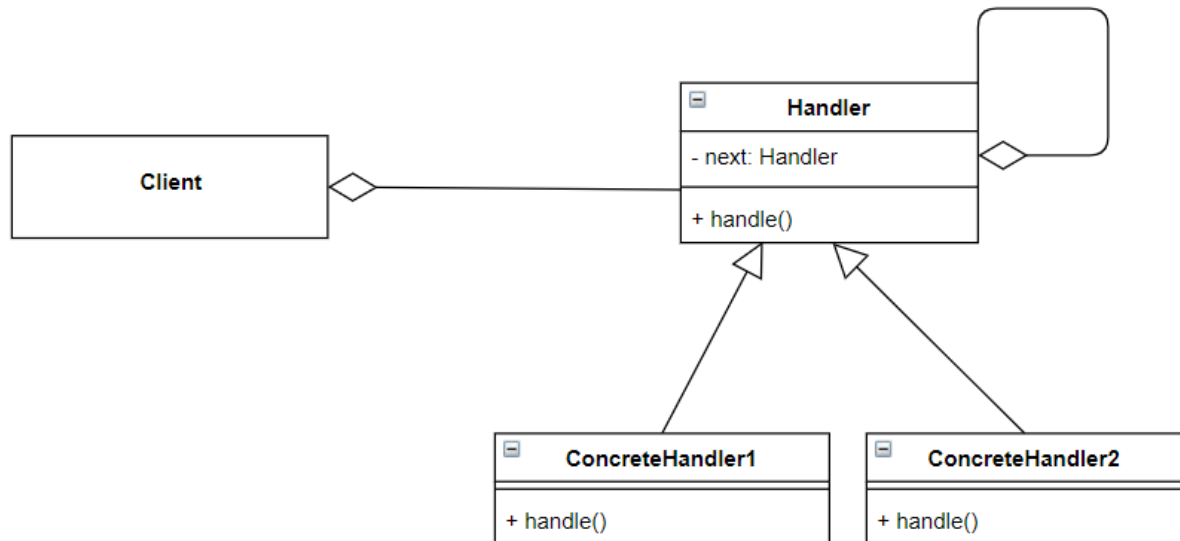 Handler
- next: Handler
+ handle()
Client
ConcreteHandler1
+ handle()
ConcreteHandler2
+ handle()